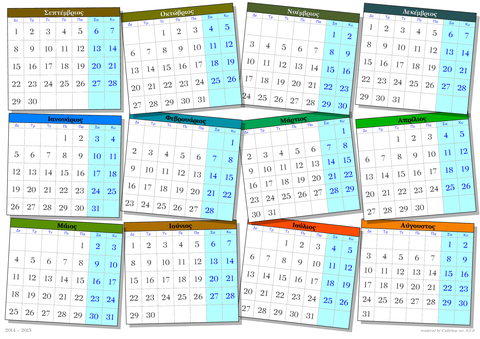 Σεπτέμβριος
Δε Τρ Τε Πε Πα Σα Κυ
1 2 3 4 5 6 7
8 9 10 11 12 13 14
15 16 17 18 19 20 21
22 23 24 25 26 27 28
29 30
Οκτώβριος
Δε Τρ Τε Πε Πα Σα Κυ
1 2 3 4 5
6 7 8 9 10 11 12
13 14 15 16 17 18 19
20 21 22 23 24 25 26
27 28 29 30 31
Νοέμβριος
Δε Τρ Τε Πε Πα Σα Κυ
1 2
3 4 5 6 7 8 9
10 11 12 13 14 15 16
17 18 19 20 21 22 23
24 25 26 27 28 29 30
Δεκέμβριος
Δε Τρ Τε Πε Πα Σα Κυ
1 2 3 4 5 6 7
8 9 10 11 12 13 14
15 16 17 18 19 20 21
22 23 24 25 26 27 28
29 30 31
Ιανουάριος
Δε Τρ Τε Πε Πα Σα Κυ
1 2 3 4
5 6 7 8 9 10 11
12 13 14 15 16 17 18
19 20 21 22 23 24 25
26 27 28 29 30 31
Φεβρουάριος
Δε Τρ Τε Πε Πα Σα Κυ
1
2 3 4 5 6 7 8
9 10 11 12 13 14 15
16 17 18 19 20 21 22
23 24 25 26 27 28
Μάρτιος
Δε Τρ Τε Πε Πα Σα Κυ
1
2 3 4 5 6 7 8
9 10 11 12 13 14 15
16 17 18 19 20 21 22
23 24 25 26 27 28 29
30 31
Απρίλιος
Δε Τρ Τε Πε Πα Σα Κυ
1 2 3 4 5
6 7 8 9 10 11 12
13 14 15 16 17 18 19
20 21 22 23 24 25 26
27 28 29 30
Μάιος
Δε Τρ Τε Πε Πα Σα Κυ
1 2 3
4 5 6 7 8 9 10
11 12 13 14 15 16 17
18 19 20 21 22 23 24
25 26 27 28 29 30 31
Ιούνιος
Δε Τρ Τε Πε Πα Σα Κυ
1 2 3 4 5 6 7
8 9 10 11 12 13 14
15 16 17 18 19 20 21
22 23 24 25 26 27 28
29 30
Ιούλιος
Δε Τρ Τε Πε Πα Σα Κυ
1 2 3 4 5
6 7 8 9 10 11 12
13 14 15 16 17 18 19
20 21 22 23 24 25 26
27 28 29 30 31
Αύγουστος
Δε Τρ Τε Πε Πα Σα Κυ
1 2
3 4 5 6 7 8 9
10 11 12 13 14 15 16
17 18 19 20 21 22 23
24 25 26 27 28 29 30
31
2014 – 2015
powered by